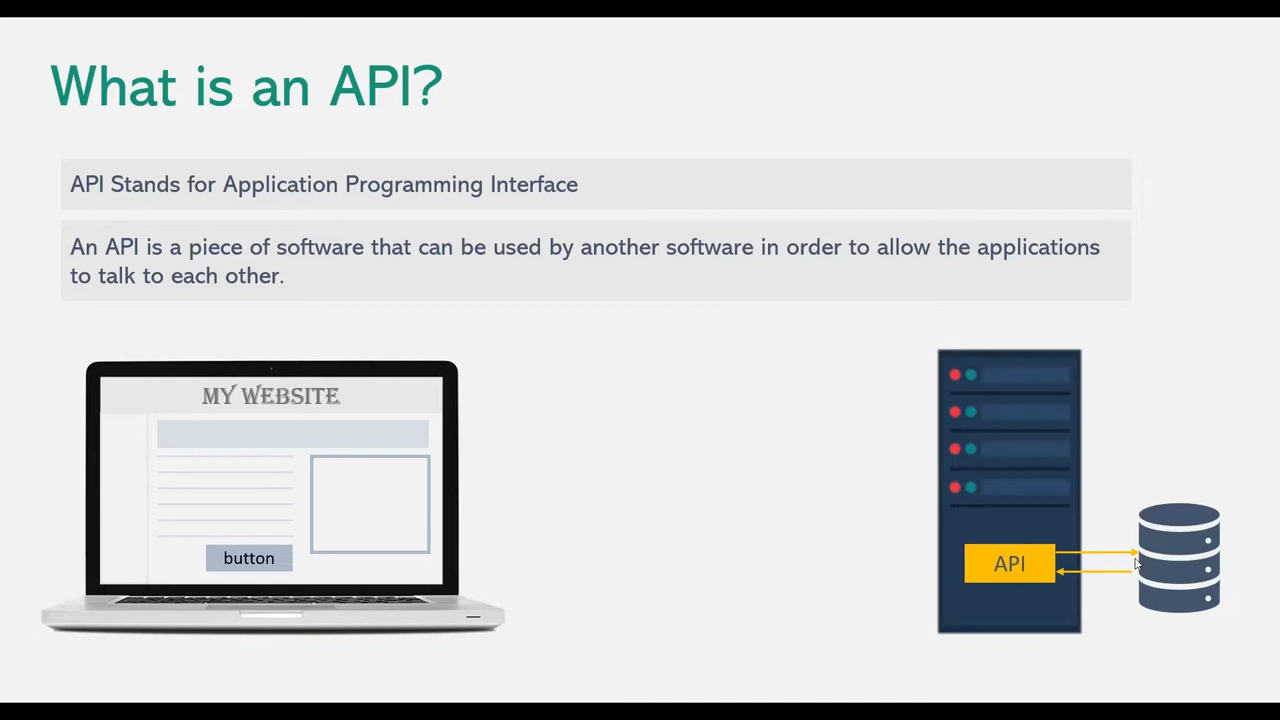 What is an API?
API Stands for Application Programming Interface
An API is a piece of software that can be used by another software in order to allow the applications
to talk to each other.
MY WEBSITE
button
API